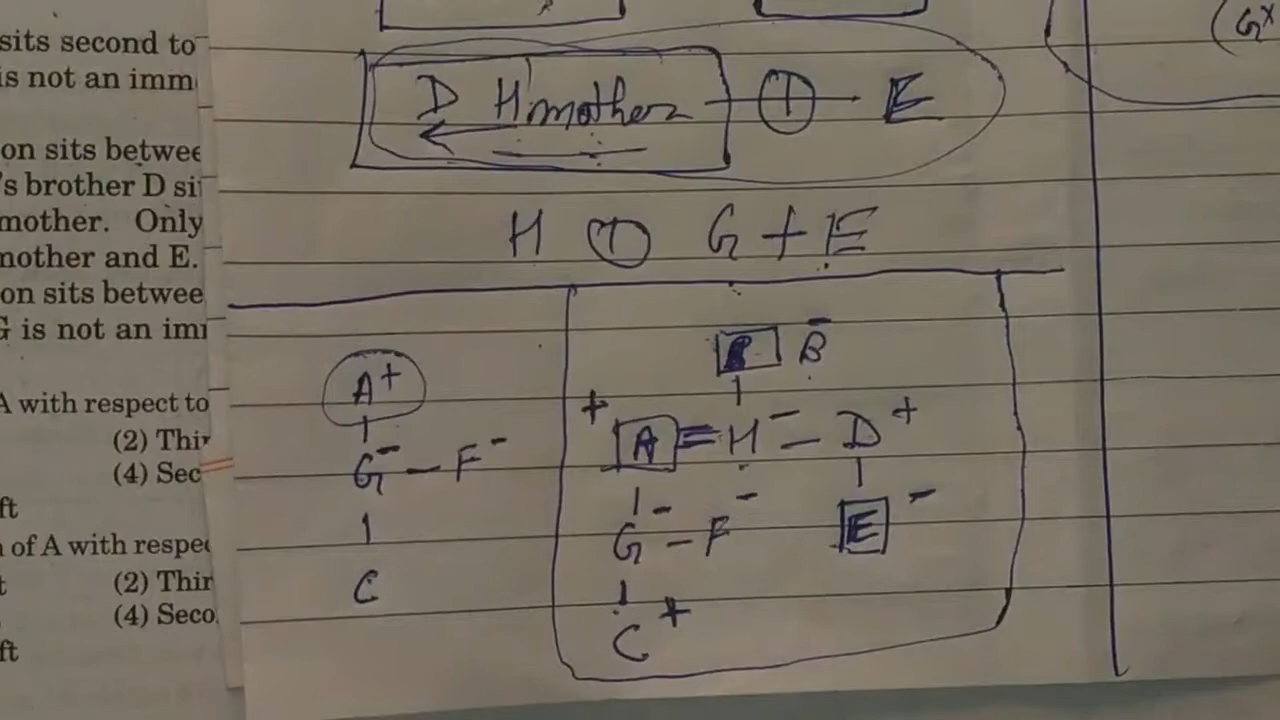 sits second to
is not an imm
on sits betwee
's brother D si
mother. Only
mother and E.
on sits betwee
G is not an im
A with respect to
(2) Thir
(4) Sec
ft
of A with respec
t (2) Thir
(4) Seco
ft
(G
D H mother + E
H + G + E
A+
G- - F-
C
B-
+ A = H- - D+
G- - F- E-
C+